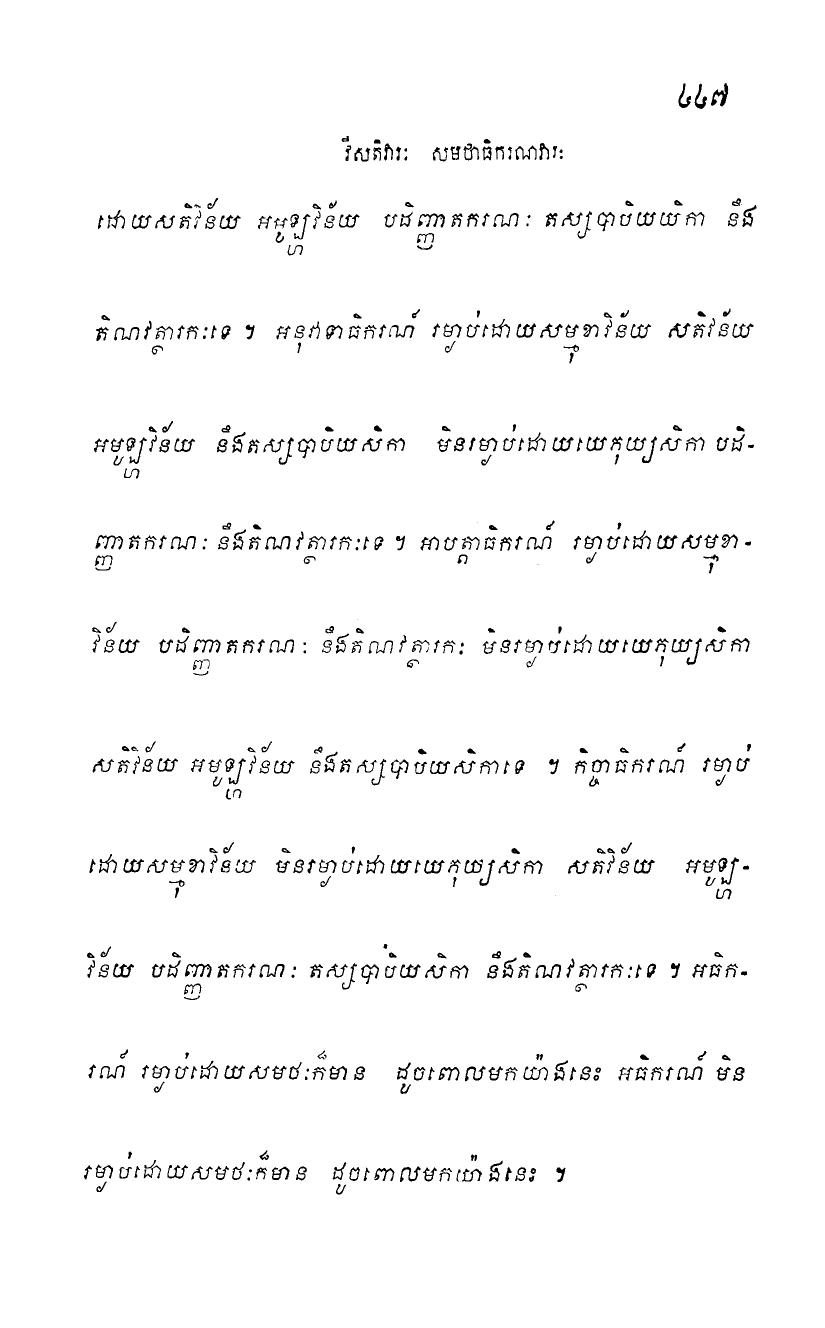 ៤៤៧
វីសតិវារៈ សមថាធិករណវារៈ
ដោយសតិវិន័យ អមូឡ្ហវិន័យ បដិញ្ញាតករណៈ តស្សបាបិយយិកា នឹង
តិណវត្ថារកៈទេ ។ អនុវាទាធិករណ៍ រម្ងាប់ដោយសម្មុខាវិន័យ សតិវិន័យ
អមូឡ្ហវិន័យ នឹងតស្សបាបិយសិកា មិនរម្ងាប់ដោយយេភុយ្យសិកា បដិ-
ញ្ញាតករណៈ នឹងតិណវត្ថារកៈទេ ។ អាបត្តាធិករណ៍ រម្ងាប់ដោយសម្មុខា-
វិន័យ បដិញ្ញាតករណៈ នឹងតិណវត្ថារកៈ មិនរម្ងាប់ដោយយេភុយ្យសិកា
សតិវិន័យ អមូឡ្ហវិន័យ នឹងតស្សបាបិយសិកាទេ ។ កិច្ចាធិករណ៍ រម្ងាប់
ដោយសម្មុខាវិន័យ មិនរម្ងាប់ដោយយេភុយ្យសិកា សតិវិន័យ អមូឡ្ហ-
វិន័យ បដិញ្ញាតករណៈ តស្សបាបិយសិកា នឹងតិណវត្ថារកៈទេ ។ អធិក-
រណ៍ រម្ងាប់ដោយសមថៈក៏មាន ដូចពោលមកយ៉ាងនេះ អធិករណ៍ មិន
រម្ងាប់ដោយសមថៈក៏មាន ដូចពោលមកយ៉ាងនេះ ។